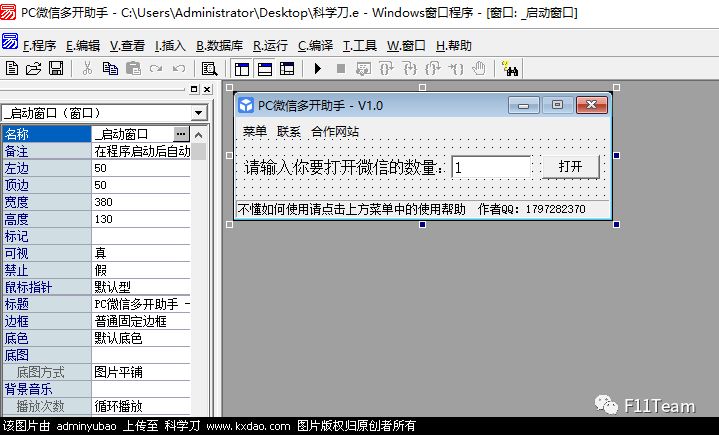 PC微信多开助手 - C:\Users\Administrator\Desktop\科学刀.e - Windows窗口程序 - [窗口: _启动窗口]
F.程序 E.编辑 V.查看 I.插入 B.数据库 R.运行 C.编译 T.工具 W.窗口 H.帮助
_启动窗口（窗口）
名称 _启动窗口 ...
备注 在程序启动后自动
左边 50
顶边 50
宽度 380
高度 130
标记
可视 真
禁止 假
鼠标指针 默认型
标题 PC微信多开助手 -
边框 普通固定边框
底色 默认底色
底图
底图方式 图片平铺
背景音乐
播放次数 循环播放
PC微信多开助手 - V1.0
菜单 联系 合作网站
请输入你要打开微信的数量: 1 打开
不懂如何使用请点击上方菜单中的使用帮助 作者QQ: 1797282370
F11Team
该图片由 adminyubao 上传至 科学刀 www.kxdao.com 图片版权归原创者所有